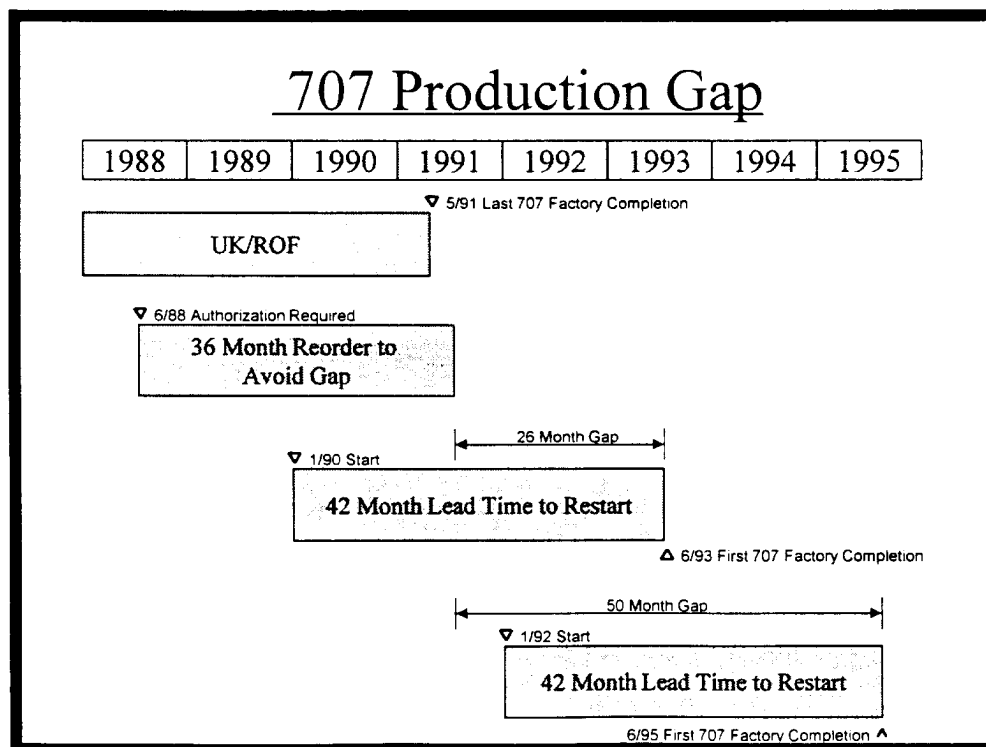 707 Production Gap
1988 1989 1990 1991 1992 1993 1994 1995
5/91 Last 707 Factory Completion
UK/ROF
6/88 Authorization Required
36 Month Reorder to
Avoid Gap
26 Month Gap
1/90 Start
42 Month Lead Time to Restart
6/93 First 707 Factory Completion
50 Month Gap
1/92 Start
42 Month Lead Time to Restart
6/95 First 707 Factory Completion